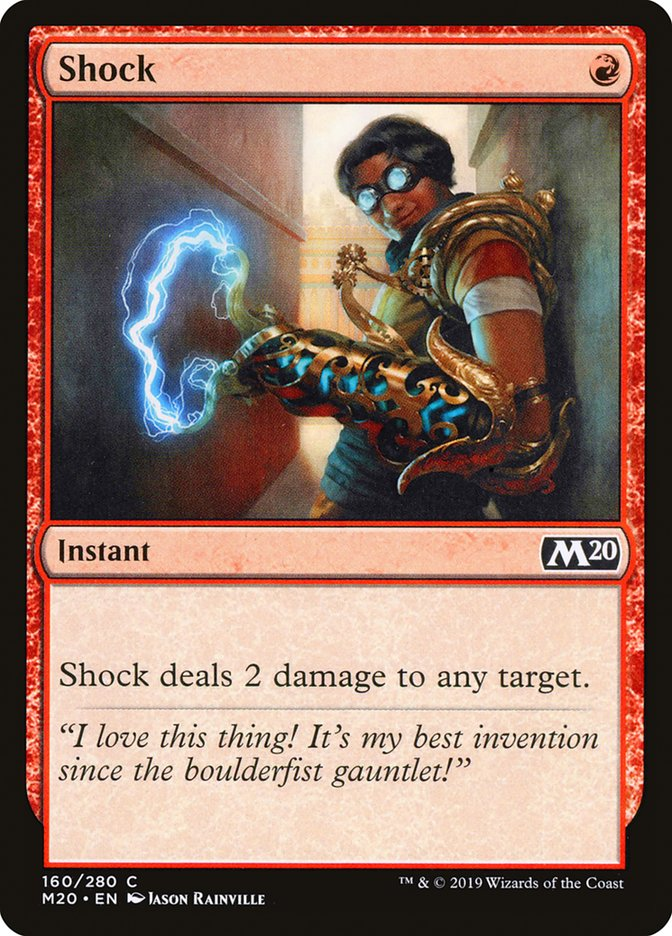 Shock
Instant
M20
Shock deals 2 damage to any target.
“I love this thing! It’s my best invention
since the boulderfist gauntlet!”
160/280 C
M20 • EN Jason Rainville
™ & © 2019 Wizards of the Coast